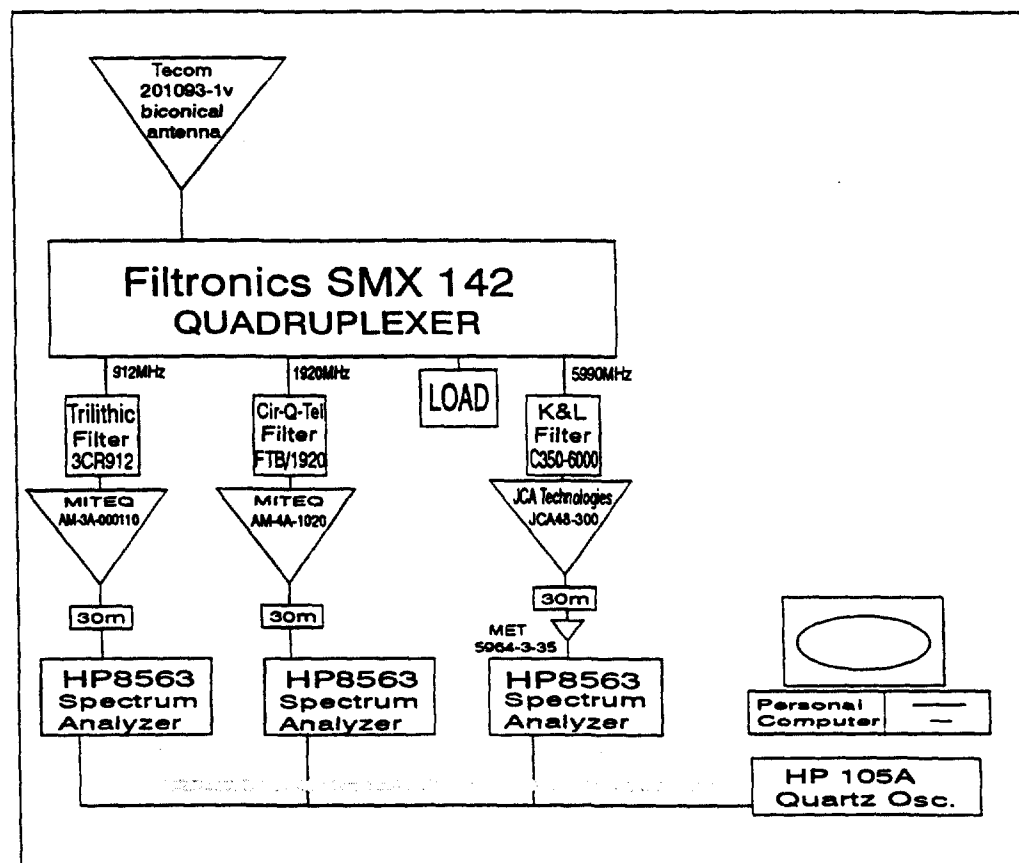 Tecom
201093-1v
biconical
antenna
Filtronics SMX 142
QUADRUPLEXER
912MHz
1920MHz
5990MHz
LOAD
Trilithic
Filter
3CR912
Cir-Q-Tel
Filter
FTB/1920
K&L
Filter
C350-6000
MITEQ
AM-3A-000110
MITEQ
AM-4A-1020
JCA Technologies
JCA48-300
30m
30m
30m
MET
5964-3-35
HP8563
Spectrum
Analyzer
HP8563
Spectrum
Analyzer
HP8563
Spectrum
Analyzer
Personal
Computer
HP 105A
Quartz Osc.